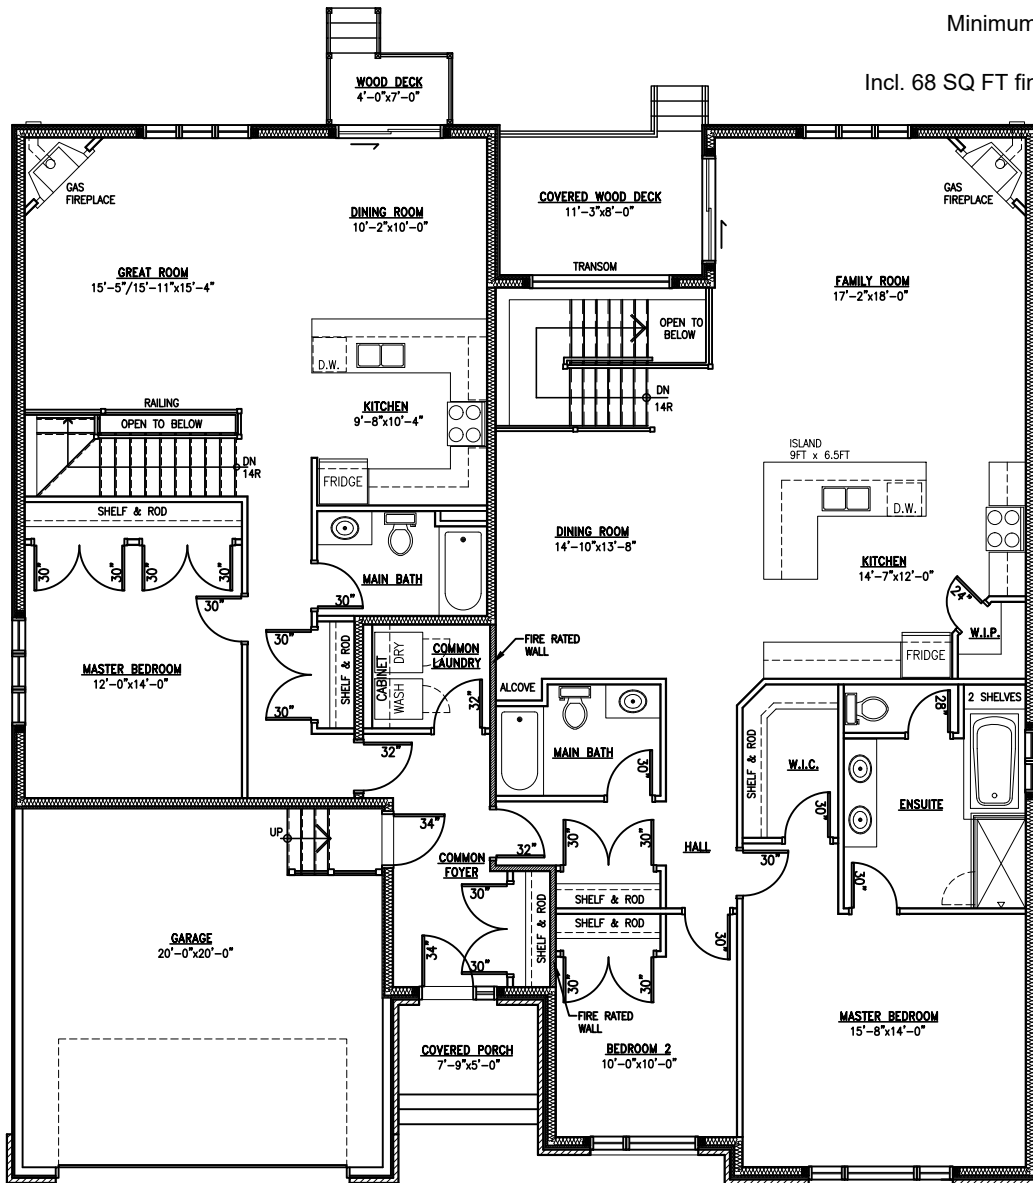 Minimum
Incl. 68 SQ FT fir
WOOD DECK
4'-0"x7'-0"
GAS
FIREPLACE
DINING ROOM
10'-2"x10'-0"
COVERED WOOD DECK
11'-3"x8'-0"
GAS
FIREPLACE
GREAT ROOM
15'-5"/15'-11"x15'-4"
TRANSOM
FAMILY ROOM
17'-2"x18'-0"
OPEN TO
BELOW
D.W.
DN
14R
RAILING
OPEN TO BELOW
KITCHEN
9'-8"x10'-4"
DN
14R
FRIDGE
ISLAND
9FT x 6.5FT
D.W.
SHELF & ROD
DINING ROOM
14'-10"x13'-8"
KITCHEN
14'-7"x12'-0"
30"
30"
30"
30"
MAIN BATH
30"
30"
24"
W.I.P.
FRIDGE
30"
SHELF & ROD
30"
MASTER BEDROOM
12'-0"x14'-0"
CABINET
DRY
WASH
COMMON
LAUNDRY
32"
FIRE RATED
WALL
ALCOVE
MAIN BATH
30"
2 SHELVES
28"
SHELF & ROD
W.I.C.
30"
32"
ENSUITE
UP
34"
COMMON
FOYER
32"
30"
30"
HALL
30"
30"
SHELF & ROD
SHELF & ROD
30"
30"
SHELF & ROD
30"
GARAGE
20'-0"x20'-0"
34"
30"
30"
FIRE RATED
WALL
MASTER BEDROOM
15'-8"x14'-0"
COVERED PORCH
7'-9"x5'-0"
BEDROOM 2
10'-0"x10'-0"